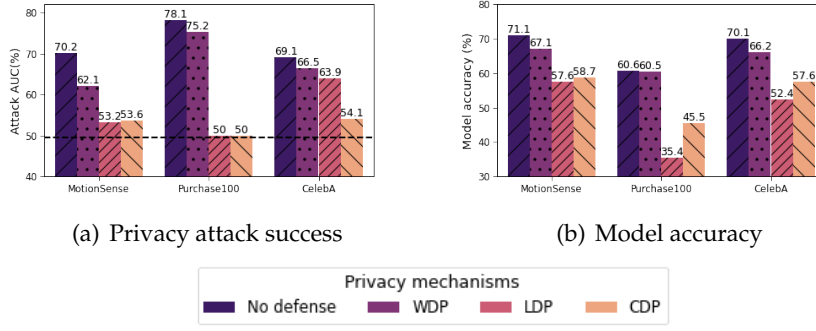 80
70
60
50
40
Attack AUC(%)
70.2
62.1
53.2
53.6
78.1
75.2
50
50
69.1
66.5
63.9
54.1
MotionSense
Purchase100
CelebA
(a) Privacy attack success
80
70
60
50
40
30
Model accuracy (%)
71.1
67.1
57.6
58.7
60.6
60.5
35.4
45.5
70.1
66.2
52.4
57.6
MotionSense
Purchase100
CelebA
(b) Model accuracy
Privacy mechanisms
No defense WDP LDP CDP